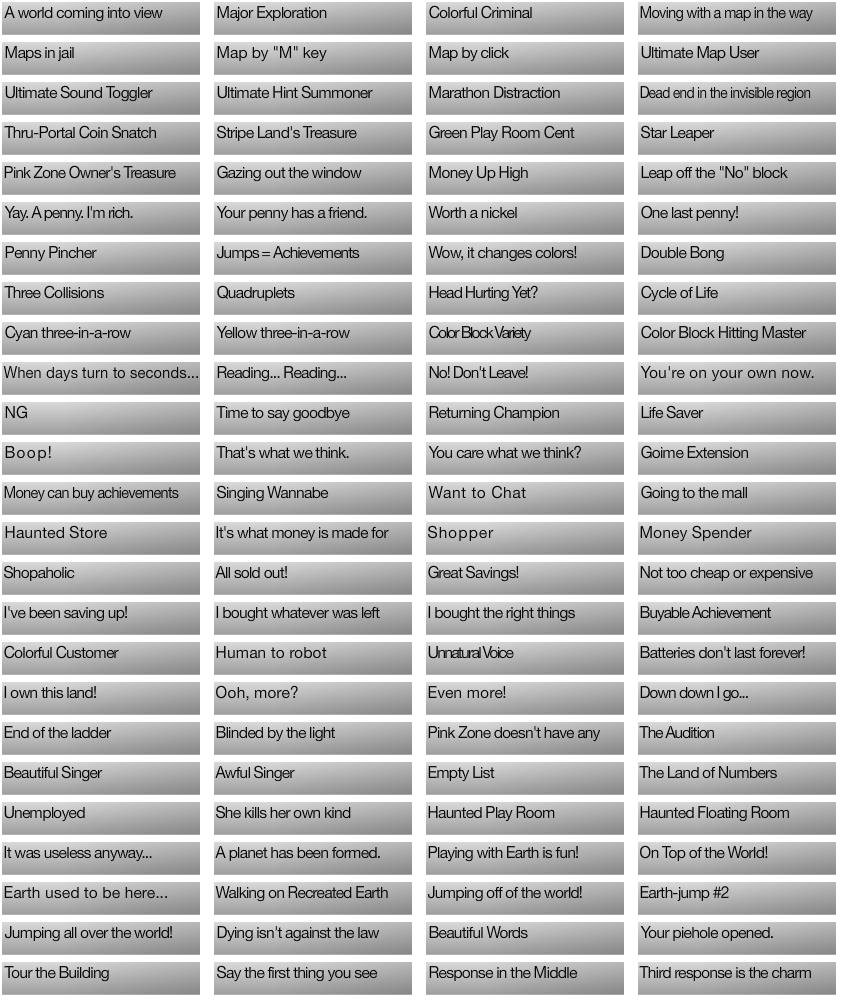 A world coming into view
Major Exploration
Colorful Criminal
Moving with a map in the way
Maps in jail
Map by "M" key
Map by click
Ultimate Map User
Ultimate Sound Toggler
Ultimate Hint Summoner
Marathon Distraction
Dead end in the invisible region
Thru-Portal Coin Snatch
Stripe Land's Treasure
Green Play Room Cent
Star Leaper
Pink Zone Owner's Treasure
Gazing out the window
Money Up High
Leap off the "No" block
Yay. A penny. I'm rich.
Your penny has a friend.
Worth a nickel
One last penny!
Penny Pincher
Jumps = Achievements
Wow, it changes colors!
Double Bong
Three Collisions
Quadruplets
Head Hurting Yet?
Cycle of Life
Cyan three-in-a-row
Yellow three-in-a-row
Color Block Variety
Color Block Hitting Master
When days turn to seconds...
Reading... Reading...
No! Don't Leave!
You're on your own now.
NG
Time to say goodbye
Returning Champion
Life Saver
Boop!
That's what we think.
You care what we think?
Goime Extension
Money can buy achievements
Singing Wannabe
Want to Chat
Going to the mall
Haunted Store
It's what money is made for
Shopper
Money Spender
Shopaholic
All sold out!
Great Savings!
Not too cheap or expensive
I've been saving up!
I bought whatever was left
I bought the right things
Buyable Achievement
Colorful Customer
Human to robot
Unnatural Voice
Batteries don't last forever!
I own this land!
Ooh, more?
Even more!
Down down I go...
End of the ladder
Blinded by the light
Pink Zone doesn't have any
The Audition
Beautiful Singer
Awful Singer
Empty List
The Land of Numbers
Unemployed
She kills her own kind
Haunted Play Room
Haunted Floating Room
It was useless anyway...
A planet has been formed.
Playing with Earth is fun!
On Top of the World!
Earth used to be here...
Walking on Recreated Earth
Jumping off of the world!
Earth-jump #2
Jumping all over the world!
Dying isn't against the law
Beautiful Words
Your piehole opened.
Tour the Building
Say the first thing you see
Response in the Middle
Third response is the charm